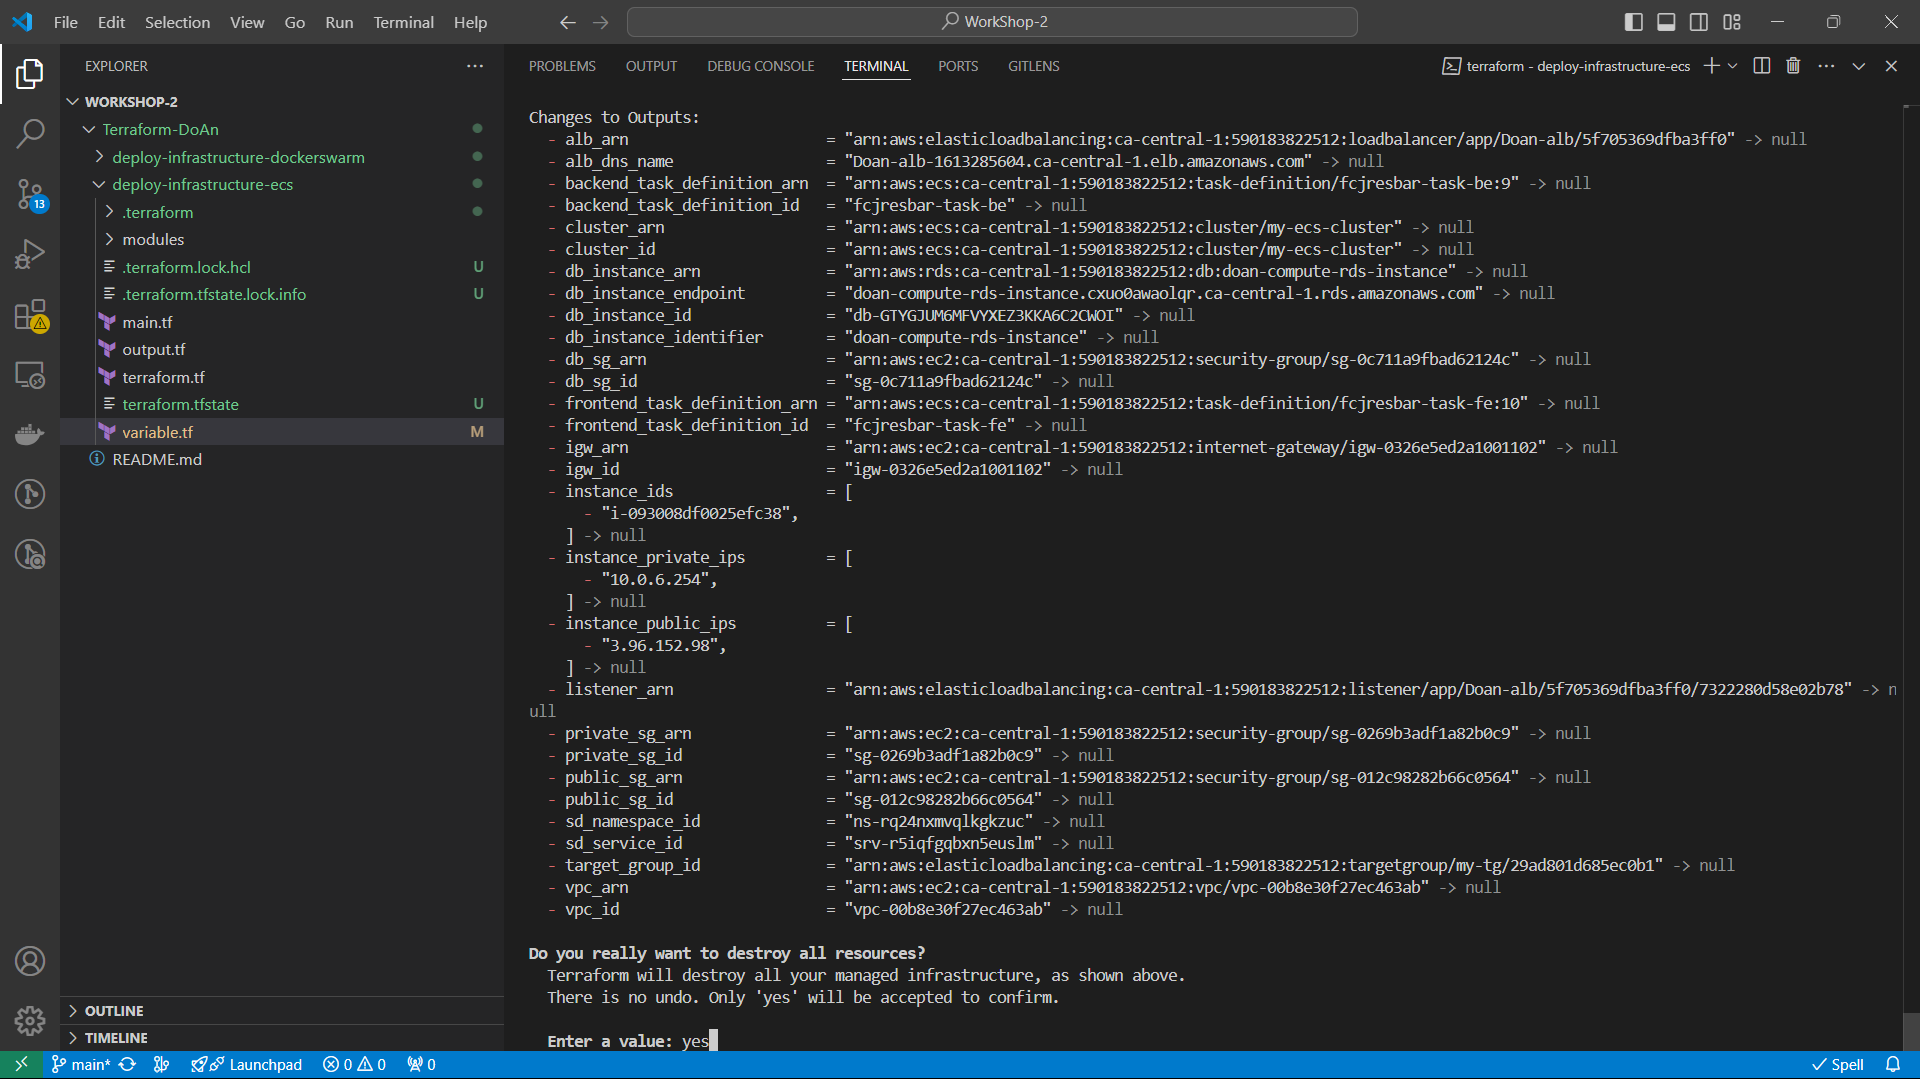 File Edit Selection View Go Run Terminal Help
WorkShop-2
EXPLORER
WORKSHOP-2
Terraform-DoAn
deploy-infrastructure-dockerswarm
deploy-infrastructure-ecs
.terraform
modules
.terraform.lock.hcl U
.terraform.tfstate.lock.info U
main.tf
output.tf
terraform.tf
terraform.tfstate U
variable.tf M
README.md
OUTLINE
TIMELINE
13
PROBLEMS OUTPUT DEBUG CONSOLE TERMINAL PORTS GITLENS
terraform - deploy-infrastructure-ecs
Changes to Outputs:
- alb_arn = "arn:aws:elasticloadbalancing:ca-central-1:590183822512:loadbalancer/app/Doan-alb/5f705369dfba3ff0" -> null
- alb_dns_name = "Doan-alb-1613285604.ca-central-1.elb.amazonaws.com" -> null
- backend_task_definition_arn = "arn:aws:ecs:ca-central-1:590183822512:task-definition/fcjresbar-task-be:9" -> null
- backend_task_definition_id = "fcjresbar-task-be" -> null
- cluster_arn = "arn:aws:ecs:ca-central-1:590183822512:cluster/my-ecs-cluster" -> null
- cluster_id = "arn:aws:ecs:ca-central-1:590183822512:cluster/my-ecs-cluster" -> null
- db_instance_arn = "arn:aws:rds:ca-central-1:590183822512:db:doan-compute-rds-instance" -> null
- db_instance_endpoint = "doan-compute-rds-instance.cxuo0awaolqr.ca-central-1.rds.amazonaws.com" -> null
- db_instance_id = "db-GTYGJUM6MFVYXEZ3KKA6C2CWOI" -> null
- db_instance_identifier = "doan-compute-rds-instance" -> null
- db_sg_arn = "arn:aws:ec2:ca-central-1:590183822512:security-group/sg-0c711a9fbad62124c" -> null
- db_sg_id = "sg-0c711a9fbad62124c" -> null
- frontend_task_definition_arn = "arn:aws:ecs:ca-central-1:590183822512:task-definition/fcjresbar-task-fe:10" -> null
- frontend_task_definition_id = "fcjresbar-task-fe" -> null
- igw_arn = "arn:aws:ec2:ca-central-1:590183822512:internet-gateway/igw-0326e5ed2a1001102" -> null
- igw_id = "igw-0326e5ed2a1001102" -> null
- instance_ids = [
- "i-093008df0025efc38",
] -> null
- instance_private_ips = [
- "10.0.6.254",
] -> null
- instance_public_ips = [
- "3.96.152.98",
] -> null
- listener_arn = "arn:aws:elasticloadbalancing:ca-central-1:590183822512:listener/app/Doan-alb/5f705369dfba3ff0/7322280d58e02b78" -> n
ull
- private_sg_arn = "arn:aws:ec2:ca-central-1:590183822512:security-group/sg-0269b3adf1a82b0c9" -> null
- private_sg_id = "sg-0269b3adf1a82b0c9" -> null
- public_sg_arn = "arn:aws:ec2:ca-central-1:590183822512:security-group/sg-012c98282b66c0564" -> null
- public_sg_id = "sg-012c98282b66c0564" -> null
- sd_namespace_id = "ns-rq24nxmvqlkgkzuc" -> null
- sd_service_id = "srv-r5iqfgqbxn5euslm" -> null
- target_group_id = "arn:aws:elasticloadbalancing:ca-central-1:590183822512:targetgroup/my-tg/29ad801d685ec0b1" -> null
- vpc_arn = "arn:aws:ec2:ca-central-1:590183822512:vpc/vpc-00b8e30f27ec463ab" -> null
- vpc_id = "vpc-00b8e30f27ec463ab" -> null
Do you really want to destroy all resources?
Terraform will destroy all your managed infrastructure, as shown above.
There is no undo. Only 'yes' will be accepted to confirm.
Enter a value: yes
main* Launchpad 0 0 0 Spell